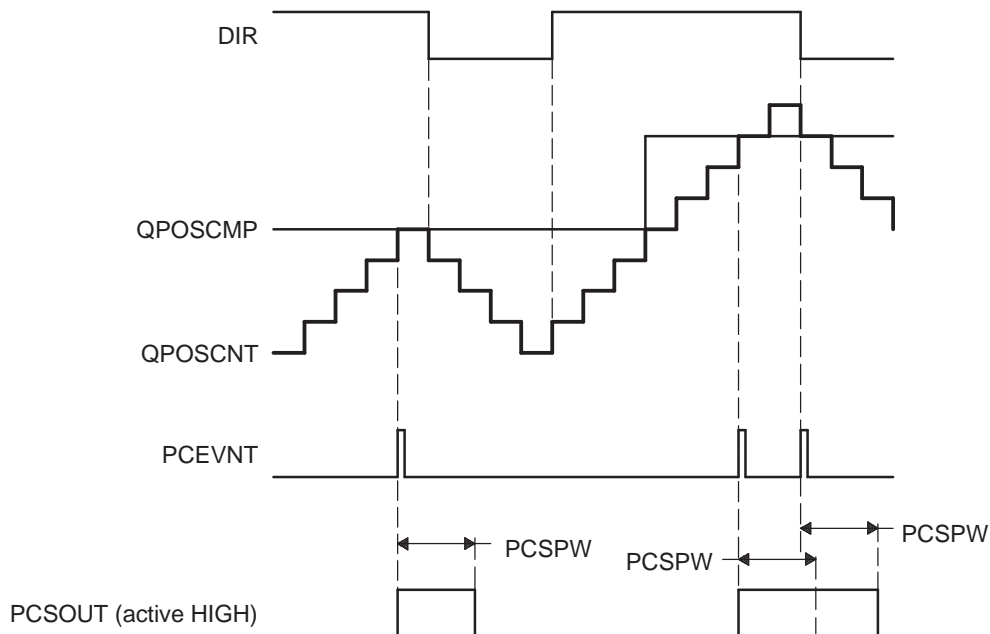 DIR
QPOSCMP
QPOSCNT
PCEVNT
PCSPW
PCSPW
PCSPW
PCSOUT (active HIGH)